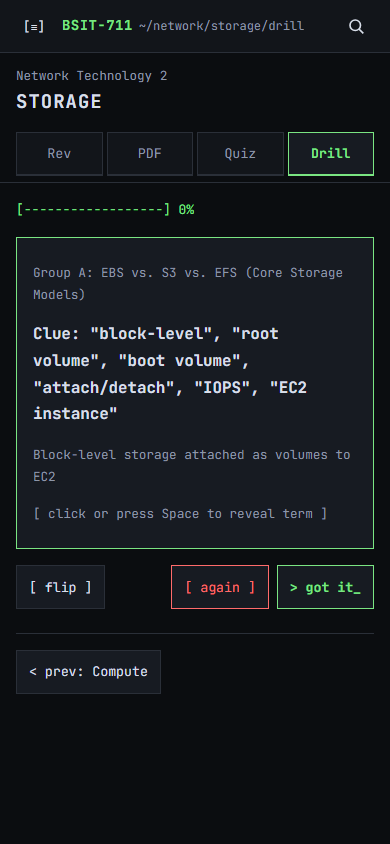 [≡] BSIT-711 ~/network/storage/drill
Network Technology 2
STORAGE
Rev PDF Quiz Drill
[------------------] 0%
Group A: EBS vs. S3 vs. EFS (Core Storage
Models)
Clue: "block-level", "root
volume", "boot volume",
"attach/detach", "IOPS", "EC2
instance"
Block-level storage attached as volumes to
EC2
[ click or press Space to reveal term ]
[ flip ] [ again ] > got it_
< prev: Compute